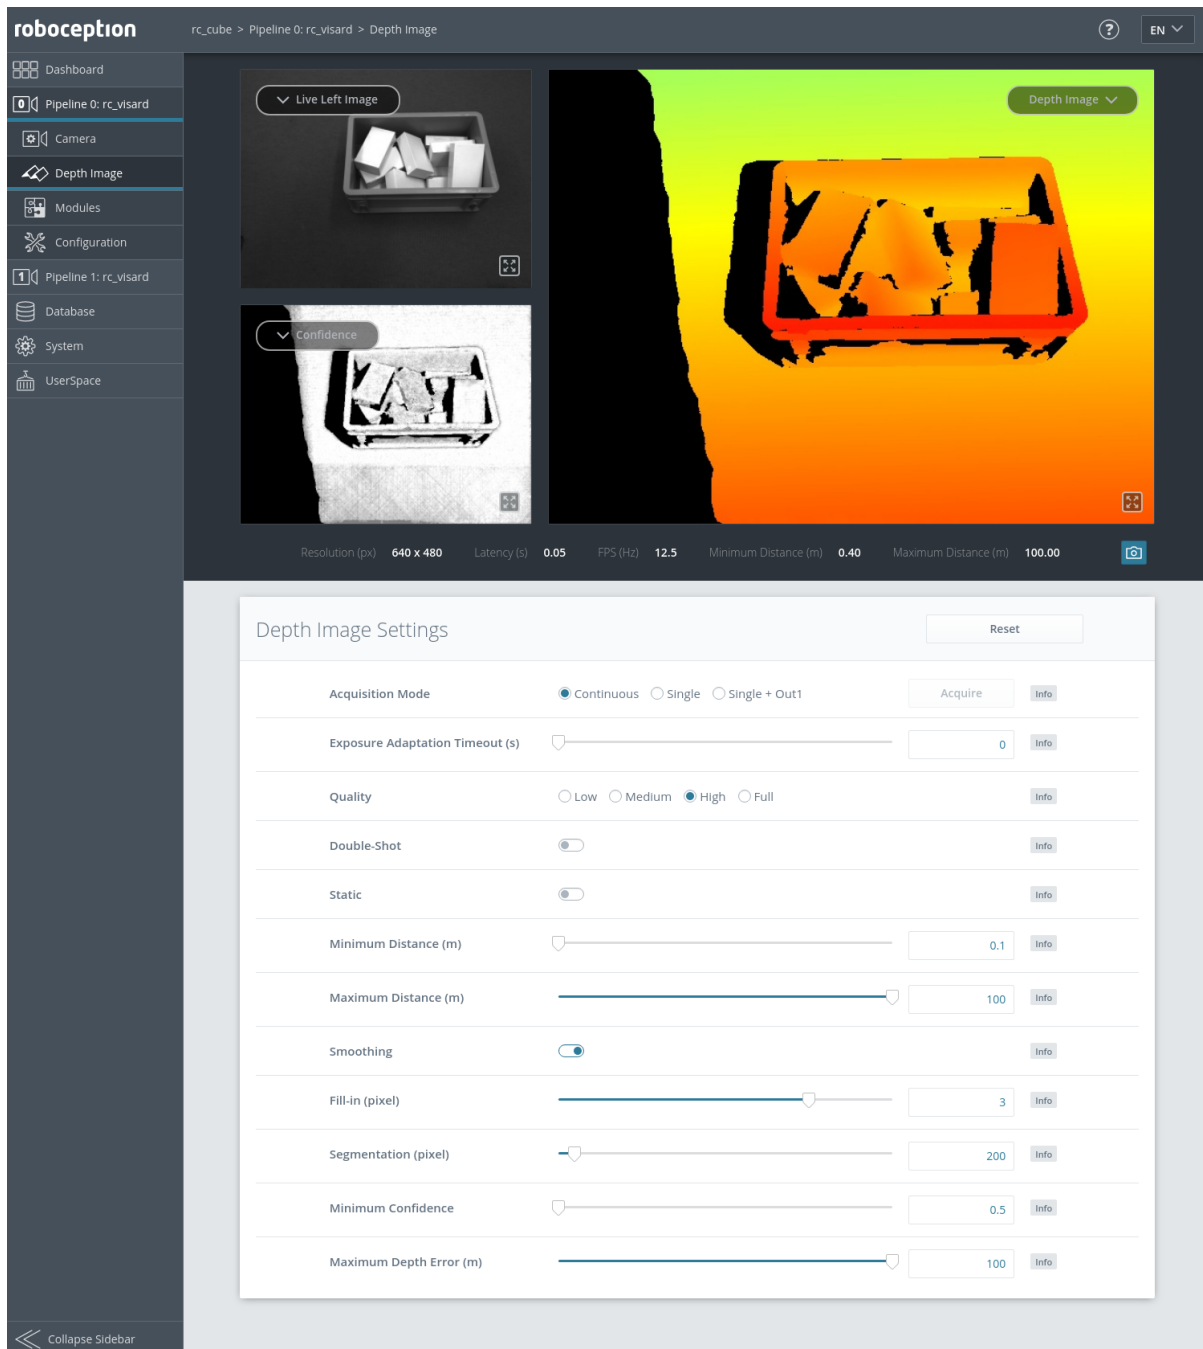 roboception
rc_cube > Pipeline 0: rc_visard > Depth Image
? EN
Dashboard
0 Pipeline 0: rc_visard
Camera
Depth Image
Modules
Configuration
1 Pipeline 1: rc_visard
Database
System
UserSpace
Collapse Sidebar
Live Left Image
Depth Image
Confidence
Resolution (px) 640 x 480 Latency (s) 0.05 FPS (Hz) 12.5 Minimum Distance (m) 0.40 Maximum Distance (m) 100.00
Depth Image Settings Reset
Acquisition Mode Continuous Single Single + Out1 Acquire Info
Exposure Adaptation Timeout (s) 0 Info
Quality Low Medium High Full Info
Double-Shot Info
Static Info
Minimum Distance (m) 0.1 Info
Maximum Distance (m) 100 Info
Smoothing Info
Fill-in (pixel) 3 Info
Segmentation (pixel) 200 Info
Minimum Confidence 0.5 Info
Maximum Depth Error (m) 100 Info